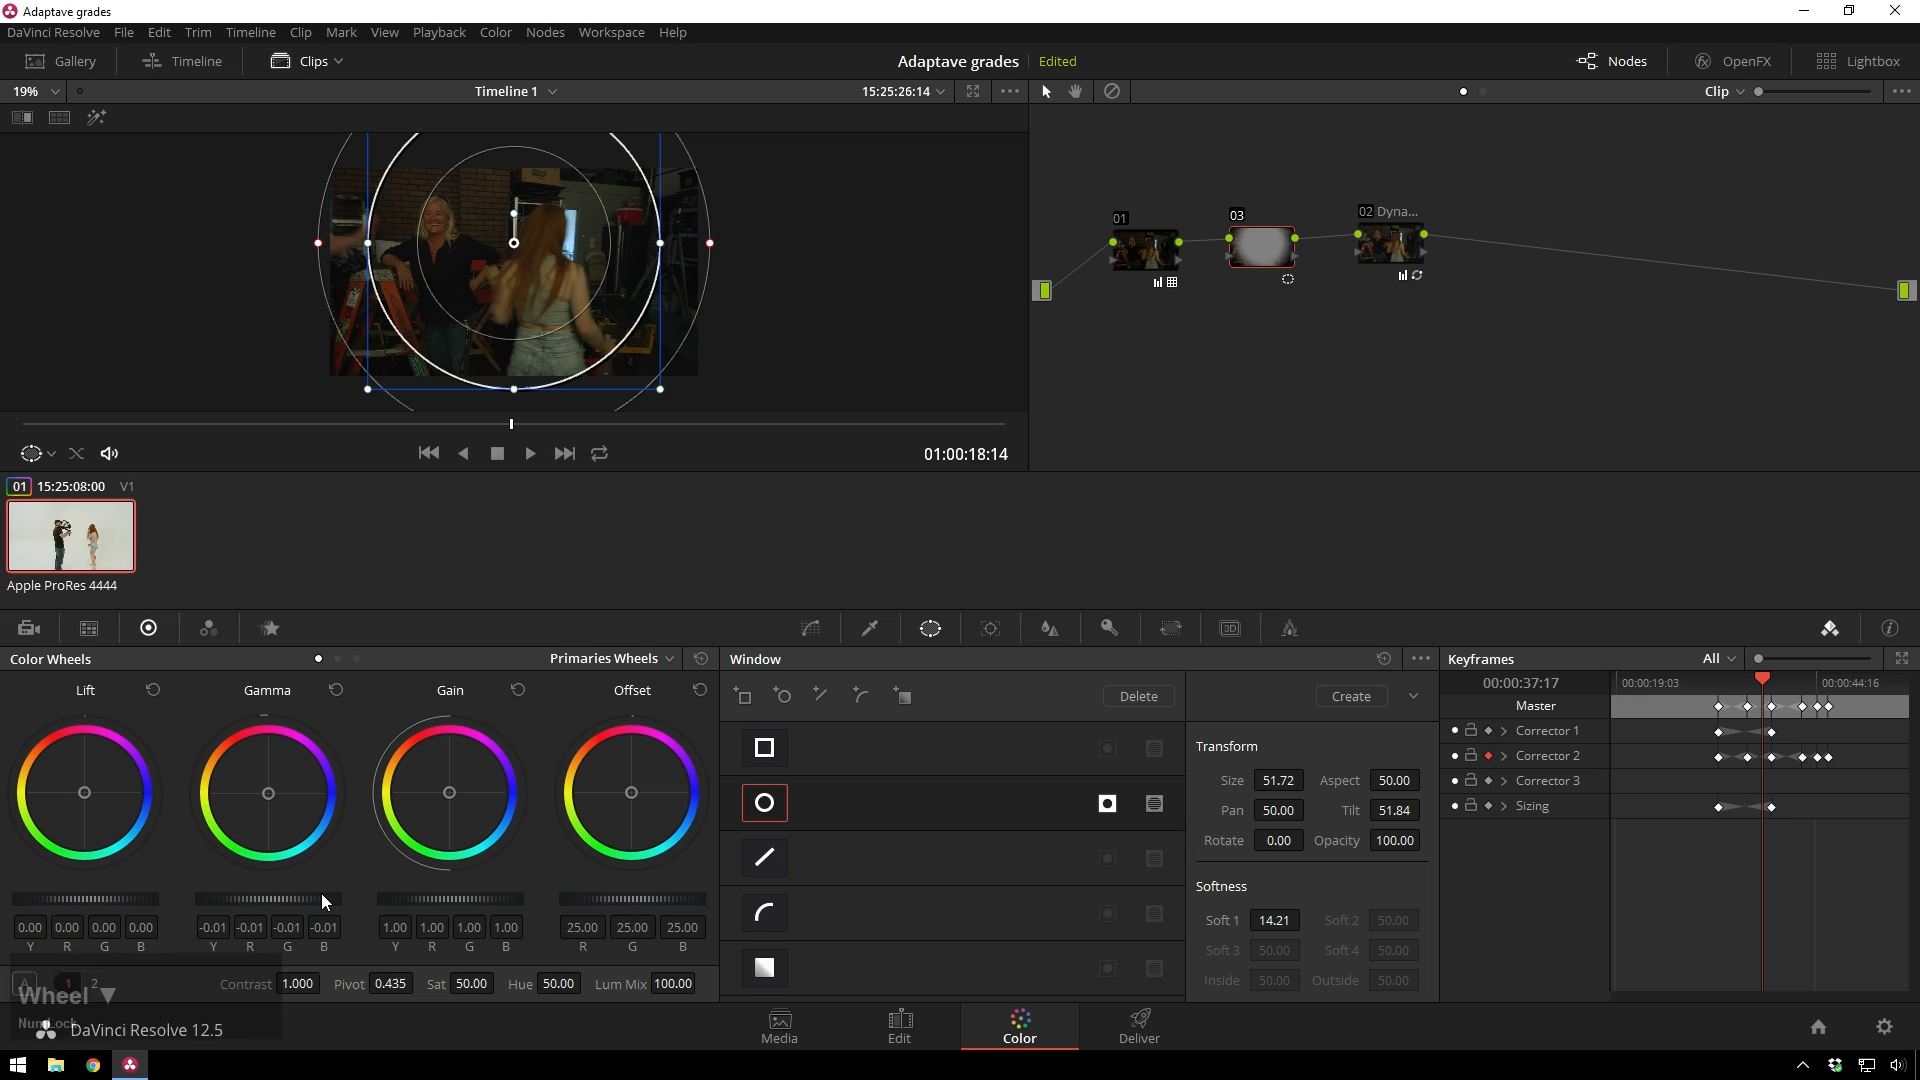 Adaptave grades
DaVinci Resolve File Edit Trim Timeline Clip Mark View Playback Color Nodes Workspace Help
Gallery Timeline Clips Adaptave grades Edited Nodes OpenFX Lightbox
19% Timeline 1 15:25:26:14 Clip
01 03 02 Dyna...
01:00:18:14
01 15:25:08:00 V1
Apple ProRes 4444
3D
Color Wheels Primaries Wheels Window Keyframes All
Lift Gamma Gain Offset Delete Create 00:00:37:17 00:00:19:03 00:00:44:16
Master
Corrector 1
Transform
Corrector 2
Size 51.72 Aspect 50.00
Corrector 3
Pan 50.00 Tilt 51.84
Sizing
Rotate 0.00 Opacity 100.00
Softness
Soft 1 14.21 Soft 2 50.00
0.00 0.00 0.00 0.00 -0.01 -0.01 -0.01 -0.01 1.00 1.00 1.00 1.00 25.00 25.00 25.00
Y R G B Y R G B Y R G B R G B
Soft 3 50.00 Soft 4 50.00
Inside 50.00 Outside 50.00
A 1 2 Contrast 1.000 Pivot 0.435 Sat 50.00 Hue 50.00 Lum Mix 100.00
Wheel
NumLock
DaVinci Resolve 12.5
Media Edit Color Deliver